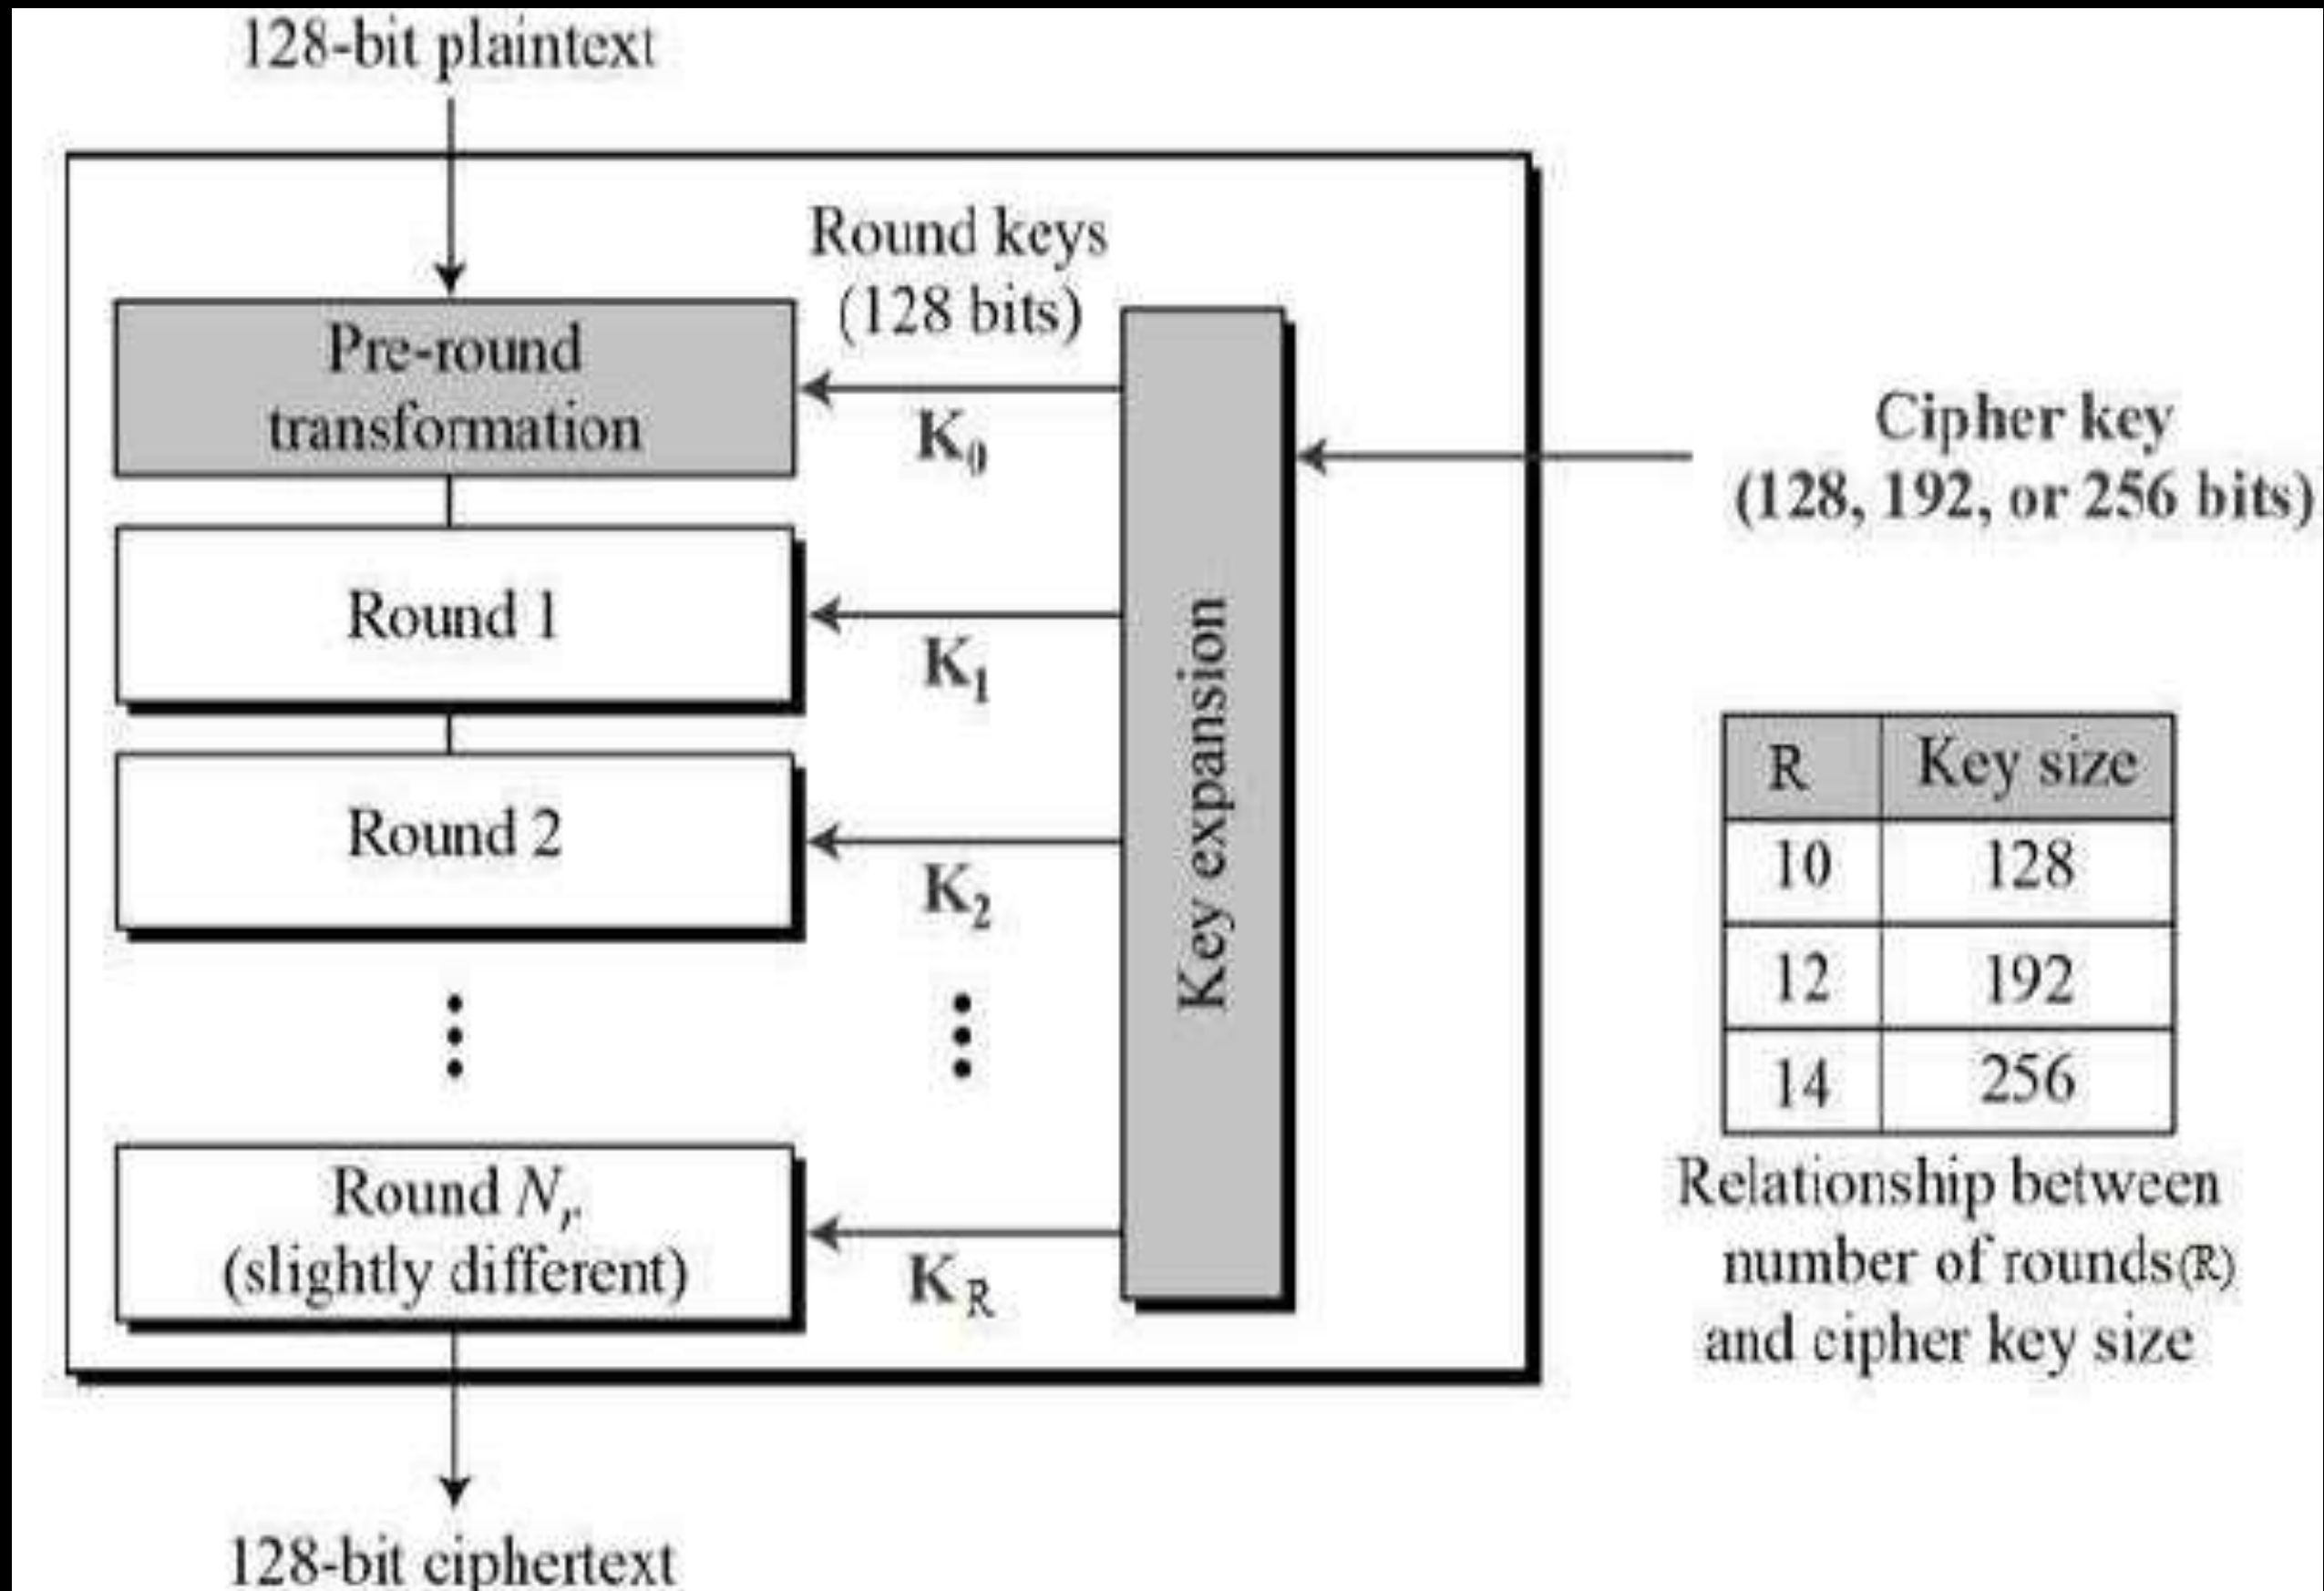 128-bit plaintext
Round keys
(128 bits)
Pre-round
transformation
K0
Cipher key
(128, 192, or 256 bits)
Round 1
K1
Round 2
K2
Key expansion
R Key size
10 128
12 192
14 256
Round Nr
(slightly different)
KR
Relationship between
number of rounds(R)
and cipher key size
128-bit ciphertext